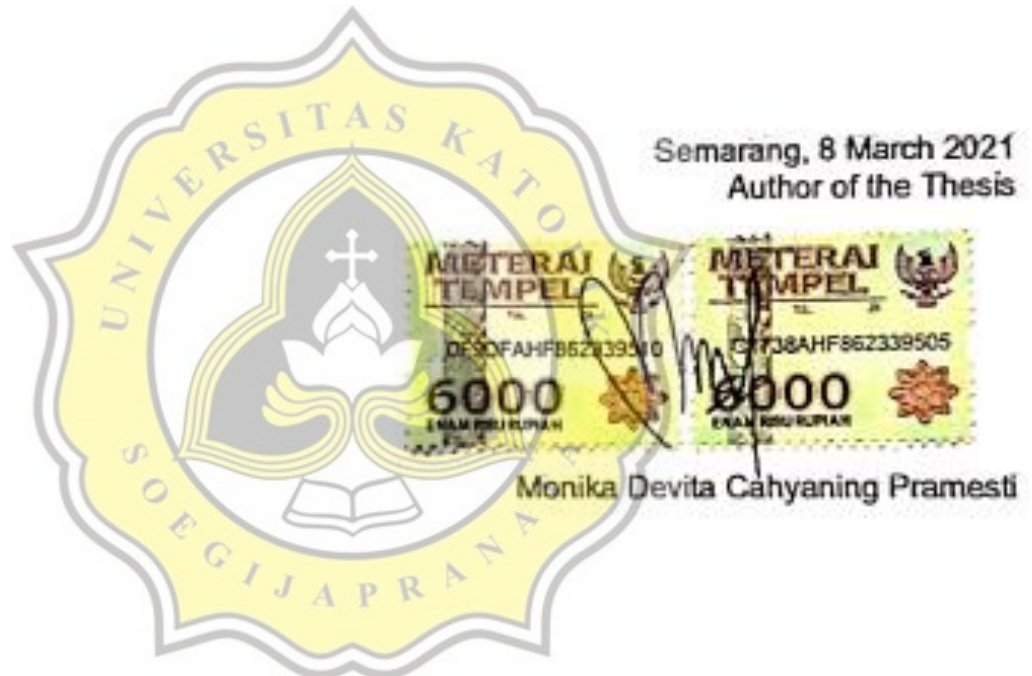 UNIVERSITAS KATOLIK
SOEGIJAPRANATA
Semarang, 8 March 2021
Author of the Thesis
METERAI
TEMPEL
6000
ENAM RIBU RUPIAH
METERAI
TEMPEL
738AHF862339505
6000
ENAM RIBU RUPIAH
Monika Devita Cahyaning Pramesti